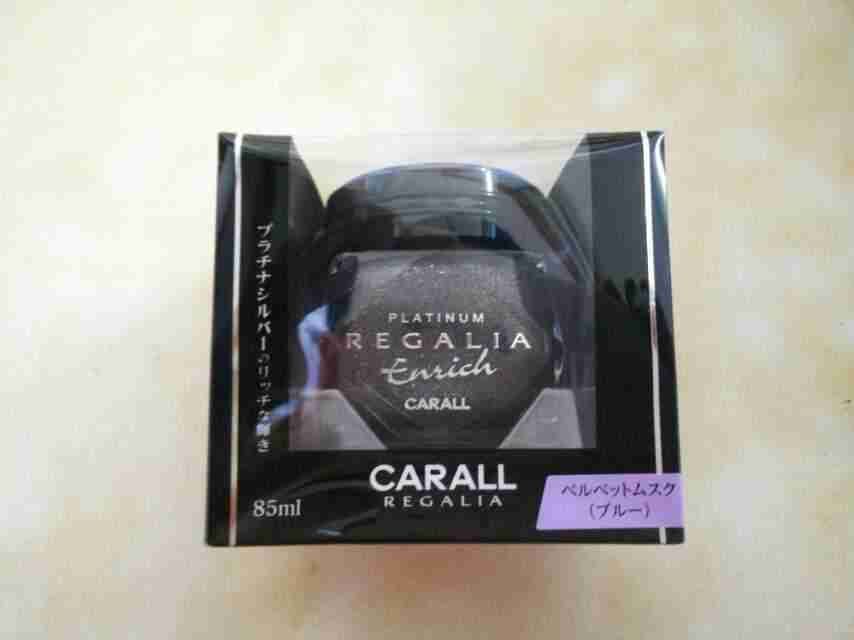 プラチナシルバーのリッチな輝き
PLATINUM
REGALIA
Enrich
CARALL
CARALL
REGALIA
85ml
ベルベットムスク
(ブルー)